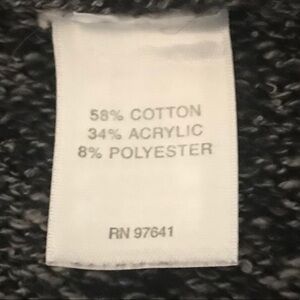 58% COTTON
34% ACRYLIC
8% POLYESTER
RN 97641